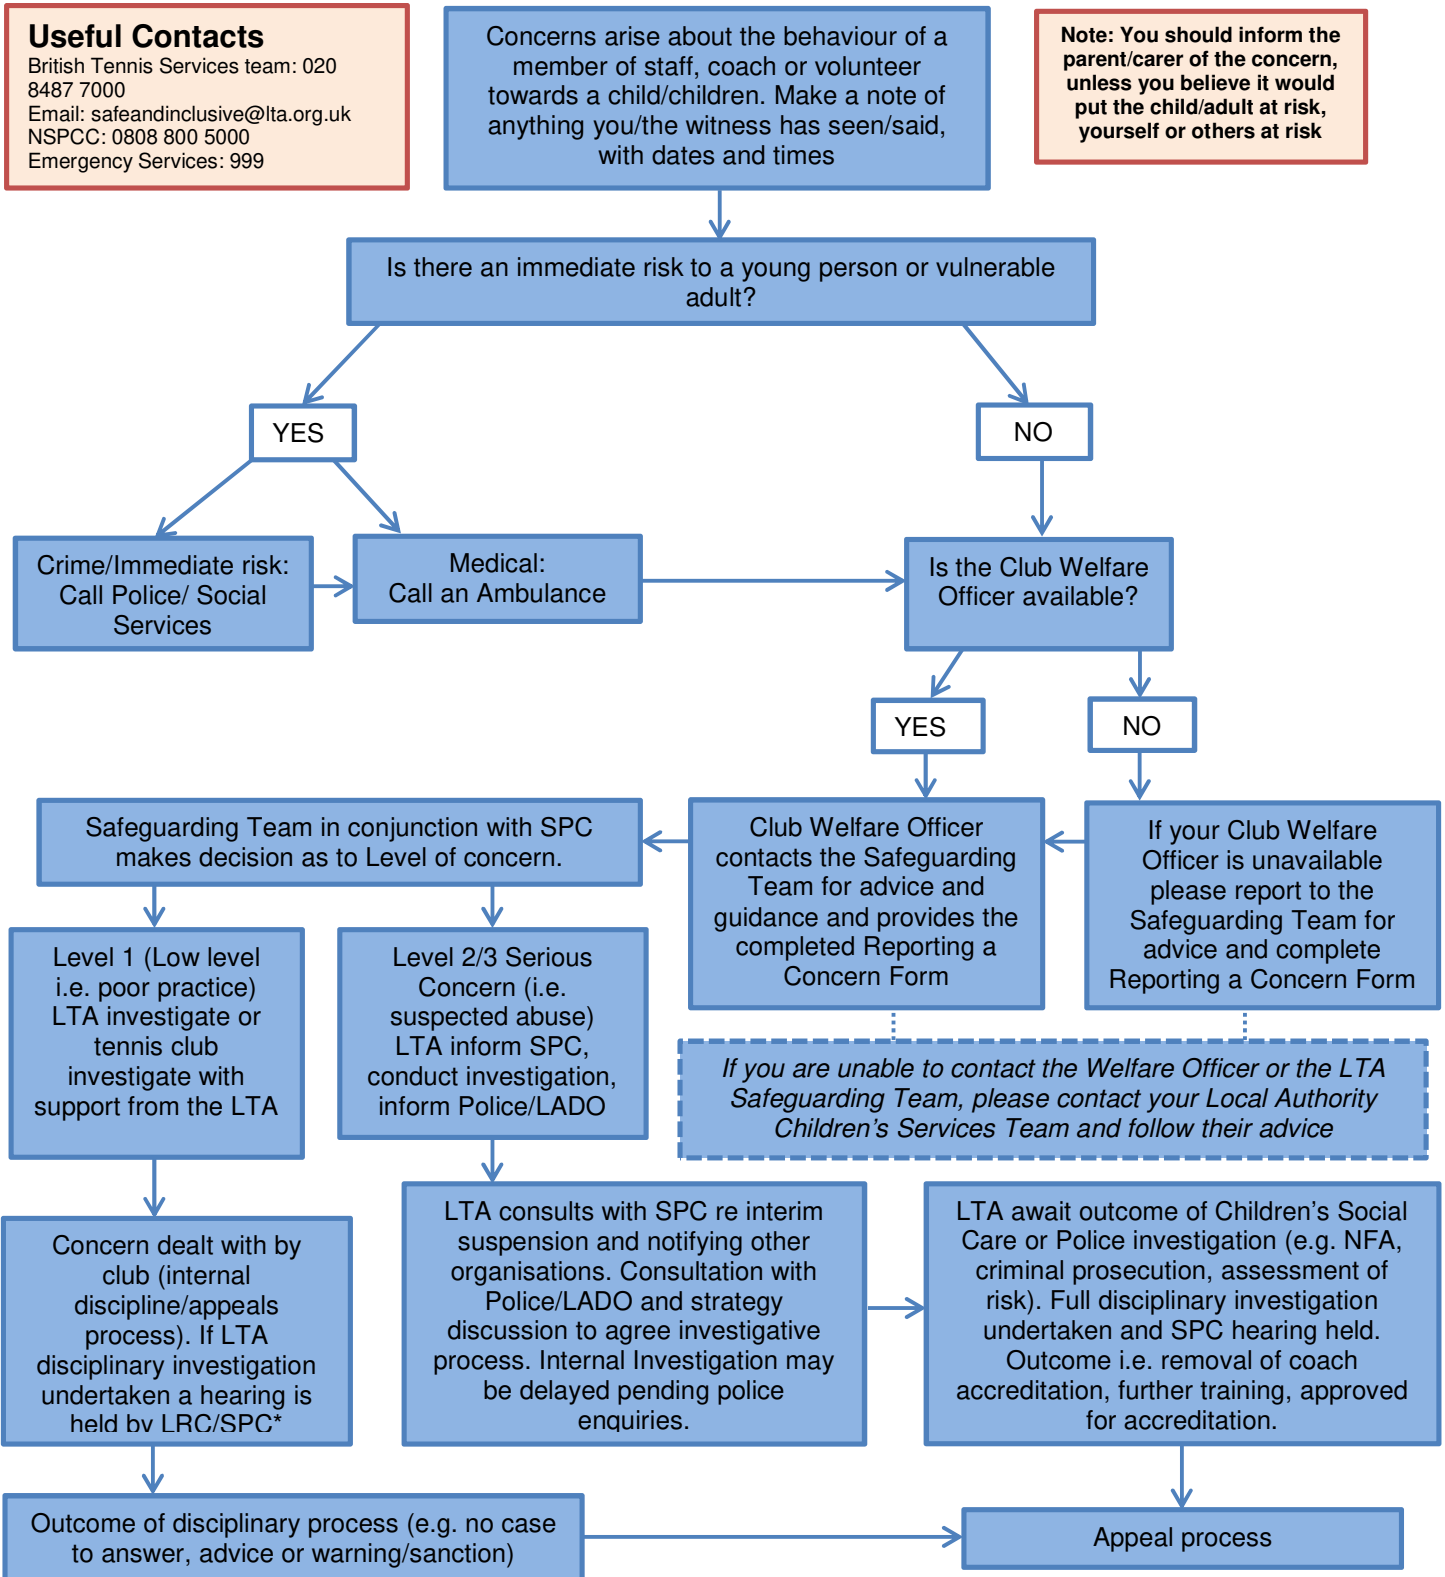 Useful Contacts
British Tennis Services team: 020
8487 7000
Email: safeandinclusive@lta.org.uk
NSPCC: 0808 800 5000
Emergency Services: 999
Concerns arise about the behaviour of a
member of staff, coach or volunteer
towards a child/children. Make a note of
anything you/the witness has seen/said,
with dates and times
Note: You should inform the
parent/carer of the concern,
unless you believe it would
put the child/adult at risk,
yourself or others at risk
Is there an immediate risk to a young person or vulnerable
adult?
YES
NO
Crime/Immediate risk:
Call Police/ Social
Services
Medical:
Call an Ambulance
Is the Club Welfare
Officer available?
YES
NO
Safeguarding Team in conjunction with SPC
makes decision as to Level of concern.
Club Welfare Officer
contacts the Safeguarding
Team for advice and
guidance and provides the
completed Reporting a
Concern Form
If your Club Welfare
Officer is unavailable
please report to the
Safeguarding Team for
advice and complete
Reporting a Concern Form
Level 1 (Low level
i.e. poor practice)
LTA investigate or
tennis club
investigate with
support from the LTA
Level 2/3 Serious
Concern (i.e.
suspected abuse)
LTA inform SPC,
conduct investigation,
inform Police/LADO
If you are unable to contact the Welfare Officer or the LTA
Safeguarding Team, please contact your Local Authority
Children's Services Team and follow their advice
Concern dealt with by
club (internal
discipline/appeals
process). If LTA
disciplinary investigation
undertaken a hearing is
held by LRC/SPC*
LTA consults with SPC re interim
suspension and notifying other
organisations. Consultation with
Police/LADO and strategy
discussion to agree investigative
process. Internal Investigation may
be delayed pending police
enquiries.
LTA await outcome of Children's Social
Care or Police investigation (e.g. NFA,
criminal prosecution, assessment of
risk). Full disciplinary investigation
undertaken and SPC hearing held.
Outcome i.e. removal of coach
accreditation, further training, approved
for accreditation.
Outcome of disciplinary process (e.g. no case
to answer, advice or warning/sanction)
Appeal process